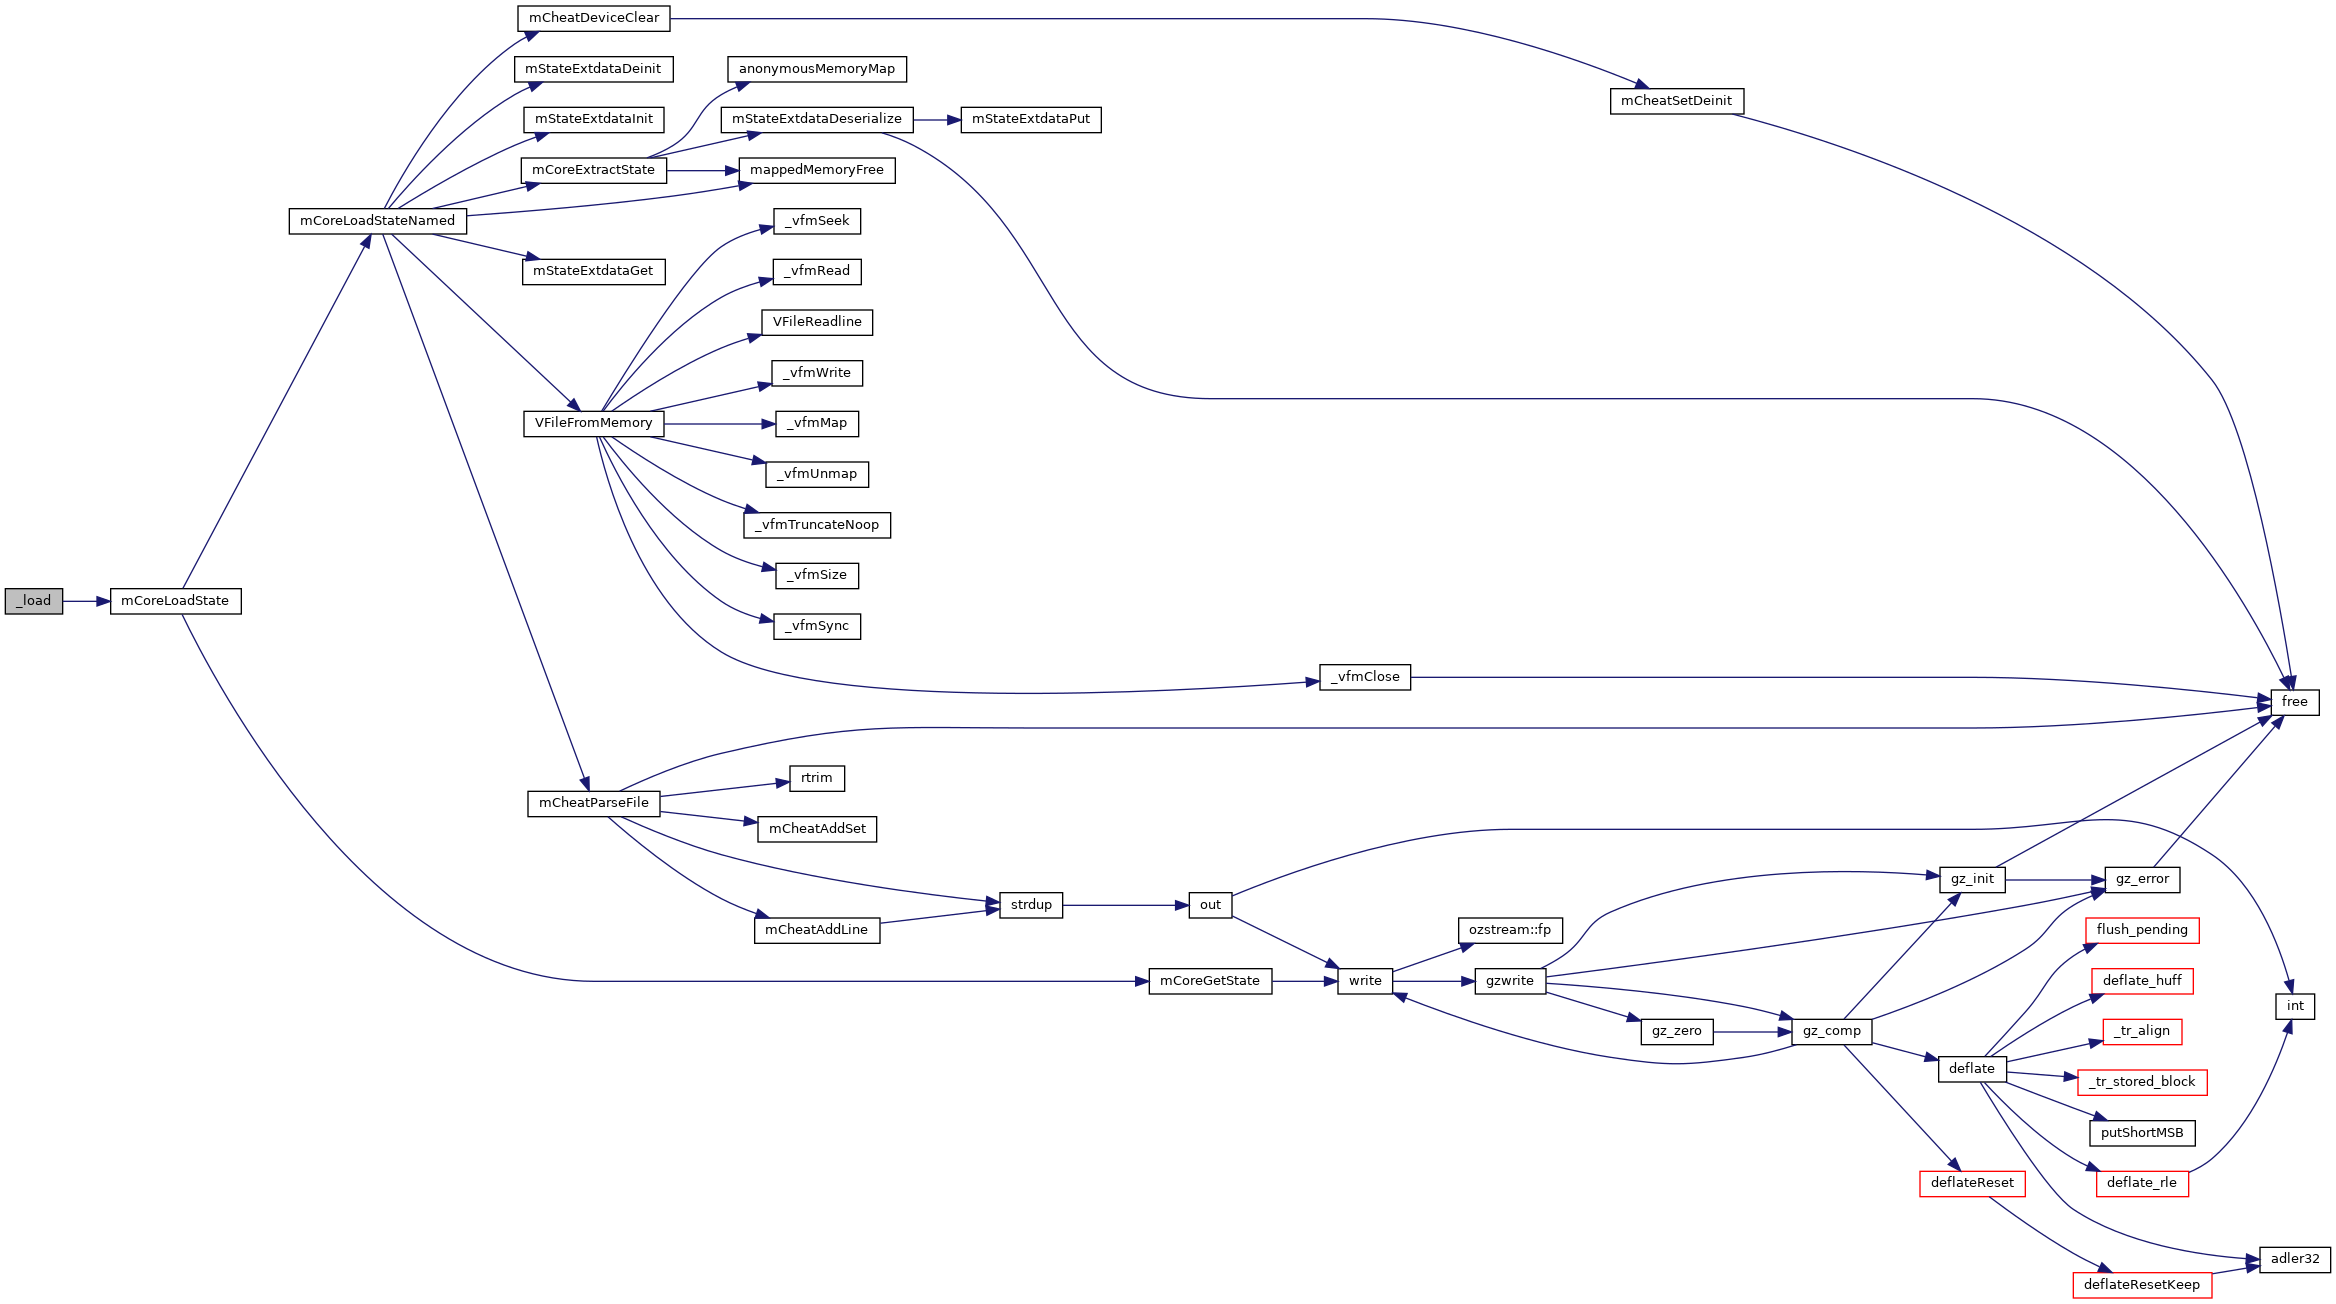 _load
mCoreLoadState
mCoreLoadStateNamed
mCheatDeviceClear
mStateExtdataDeinit
mStateExtdataInit
mCoreExtractState
mStateExtdataGet
VFileFromMemory
mCheatParseFile
anonymousMemoryMap
mStateExtdataDeserialize
mappedMemoryFree
_vfmSeek
_vfmRead
VFileReadline
_vfmWrite
_vfmMap
_vfmUnmap
_vfmTruncateNoop
_vfmSize
_vfmSync
rtrim
mCheatAddSet
mCheatAddLine
mStateExtdataPut
strdup
mCoreGetState
out
_vfmClose
write
ozstream::fp
gzwrite
mCheatSetDeinit
gz_zero
gz_comp
gz_init
deflate
deflateReset
gz_error
flush_pending
deflate_huff
_tr_align
_tr_stored_block
putShortMSB
deflate_rle
deflateResetKeep
free
int
adler32